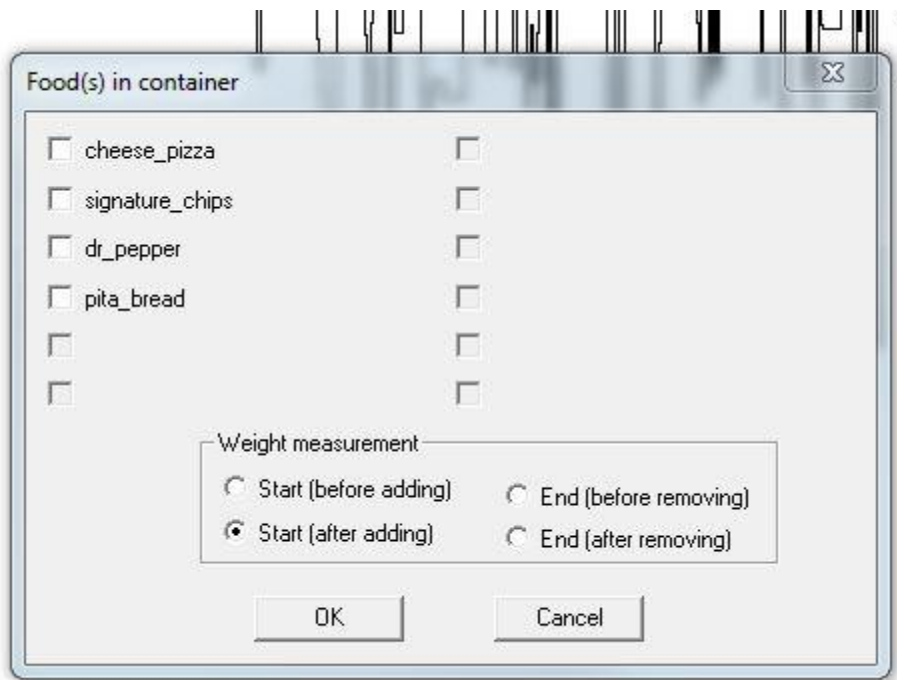 Food(s) in container
cheese_pizza
signature_chips
dr_pepper
pita_bread
Weight measurement
Start (before adding)
End (before removing)
Start (after adding)
End (after removing)
OK
Cancel